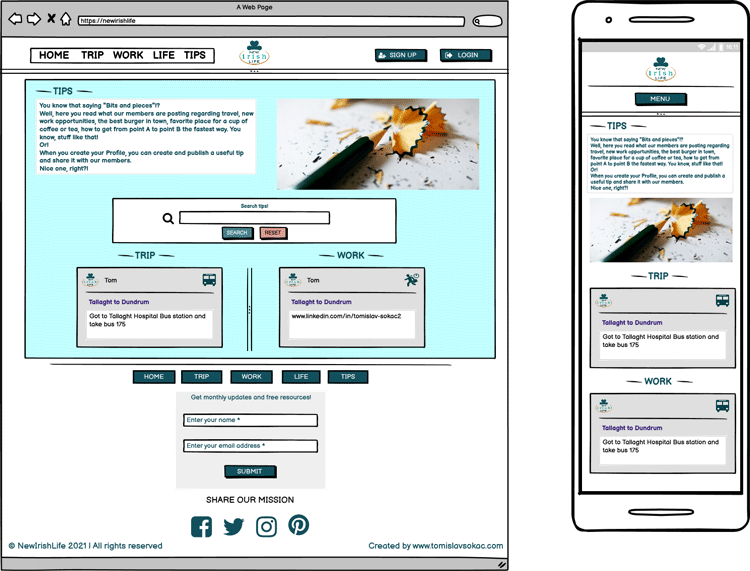 A Web Page
https://newirishlife
HOME TRIP WORK LIFE TIPS
NEW
Irish
LIFE
SIGN UP
LOGIN
TIPS
You know that saying "Bits and pieces"!?
Well, here you read what our members are posting regarding travel, new
work opportunities, the best burger in town, favorite place for a cup of
coffee or tea, how to get from point A to point B the fastest way. You
know, stuff like that!
Or!
When you create your Profile, you can create and publish a useful tip
and share it with our members.
Nice one, right?!
Search tips!
SEARCH
RESET
TRIP
WORK
Tom
Tallaght to Dundrum
Got to Tallaght Hospital Bus station and
take bus 175
Tom
Tallaght to Dundrum
www.linkedin.com/in/tomislav-sokac2
HOME
TRIP
WORK
LIFE
TIPS
Get monthly updates and free resources!
Enter your name *
Enter your email address *
SUBMIT
SHARE OUR MISSION
© NewIrishLife 2021 | All rights reserved
Created by www.tomislavsokac.com
NEW
Irish
LIFE
MENU
TIPS
You know that saying "Bits and pieces"!?
Well, here you read what our members are posting regarding
travel, new work opportunities, the best burger in town,
favorite place for a cup of coffee or tea, how to get from
point A to point B the fastest way. You know, stuff like that!
Or!
When you create your Profile, you can create and publish a
useful tip and share it with our members.
Nice one, right?!
TRIP
Tallaght to Dundrum
Got to Tallaght Hospital Bus station and
take bus 175
WORK
Tallaght to Dundrum
Got to Tallaght Hospital Bus station and
take bus 175